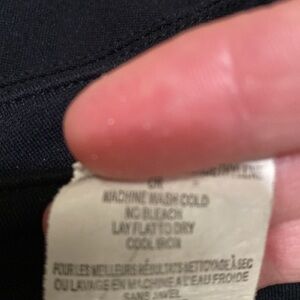 OR
MACHINE WASH COLD
NO BLEACH
LAY FLAT TO DRY
COOL IRON
POUR LES MEILLEURS RÉSULTATS-NETTOYAGE À SEC
OU LAVAGE EN MACHINE À L'EAU FROIDE
SANS JAVEL